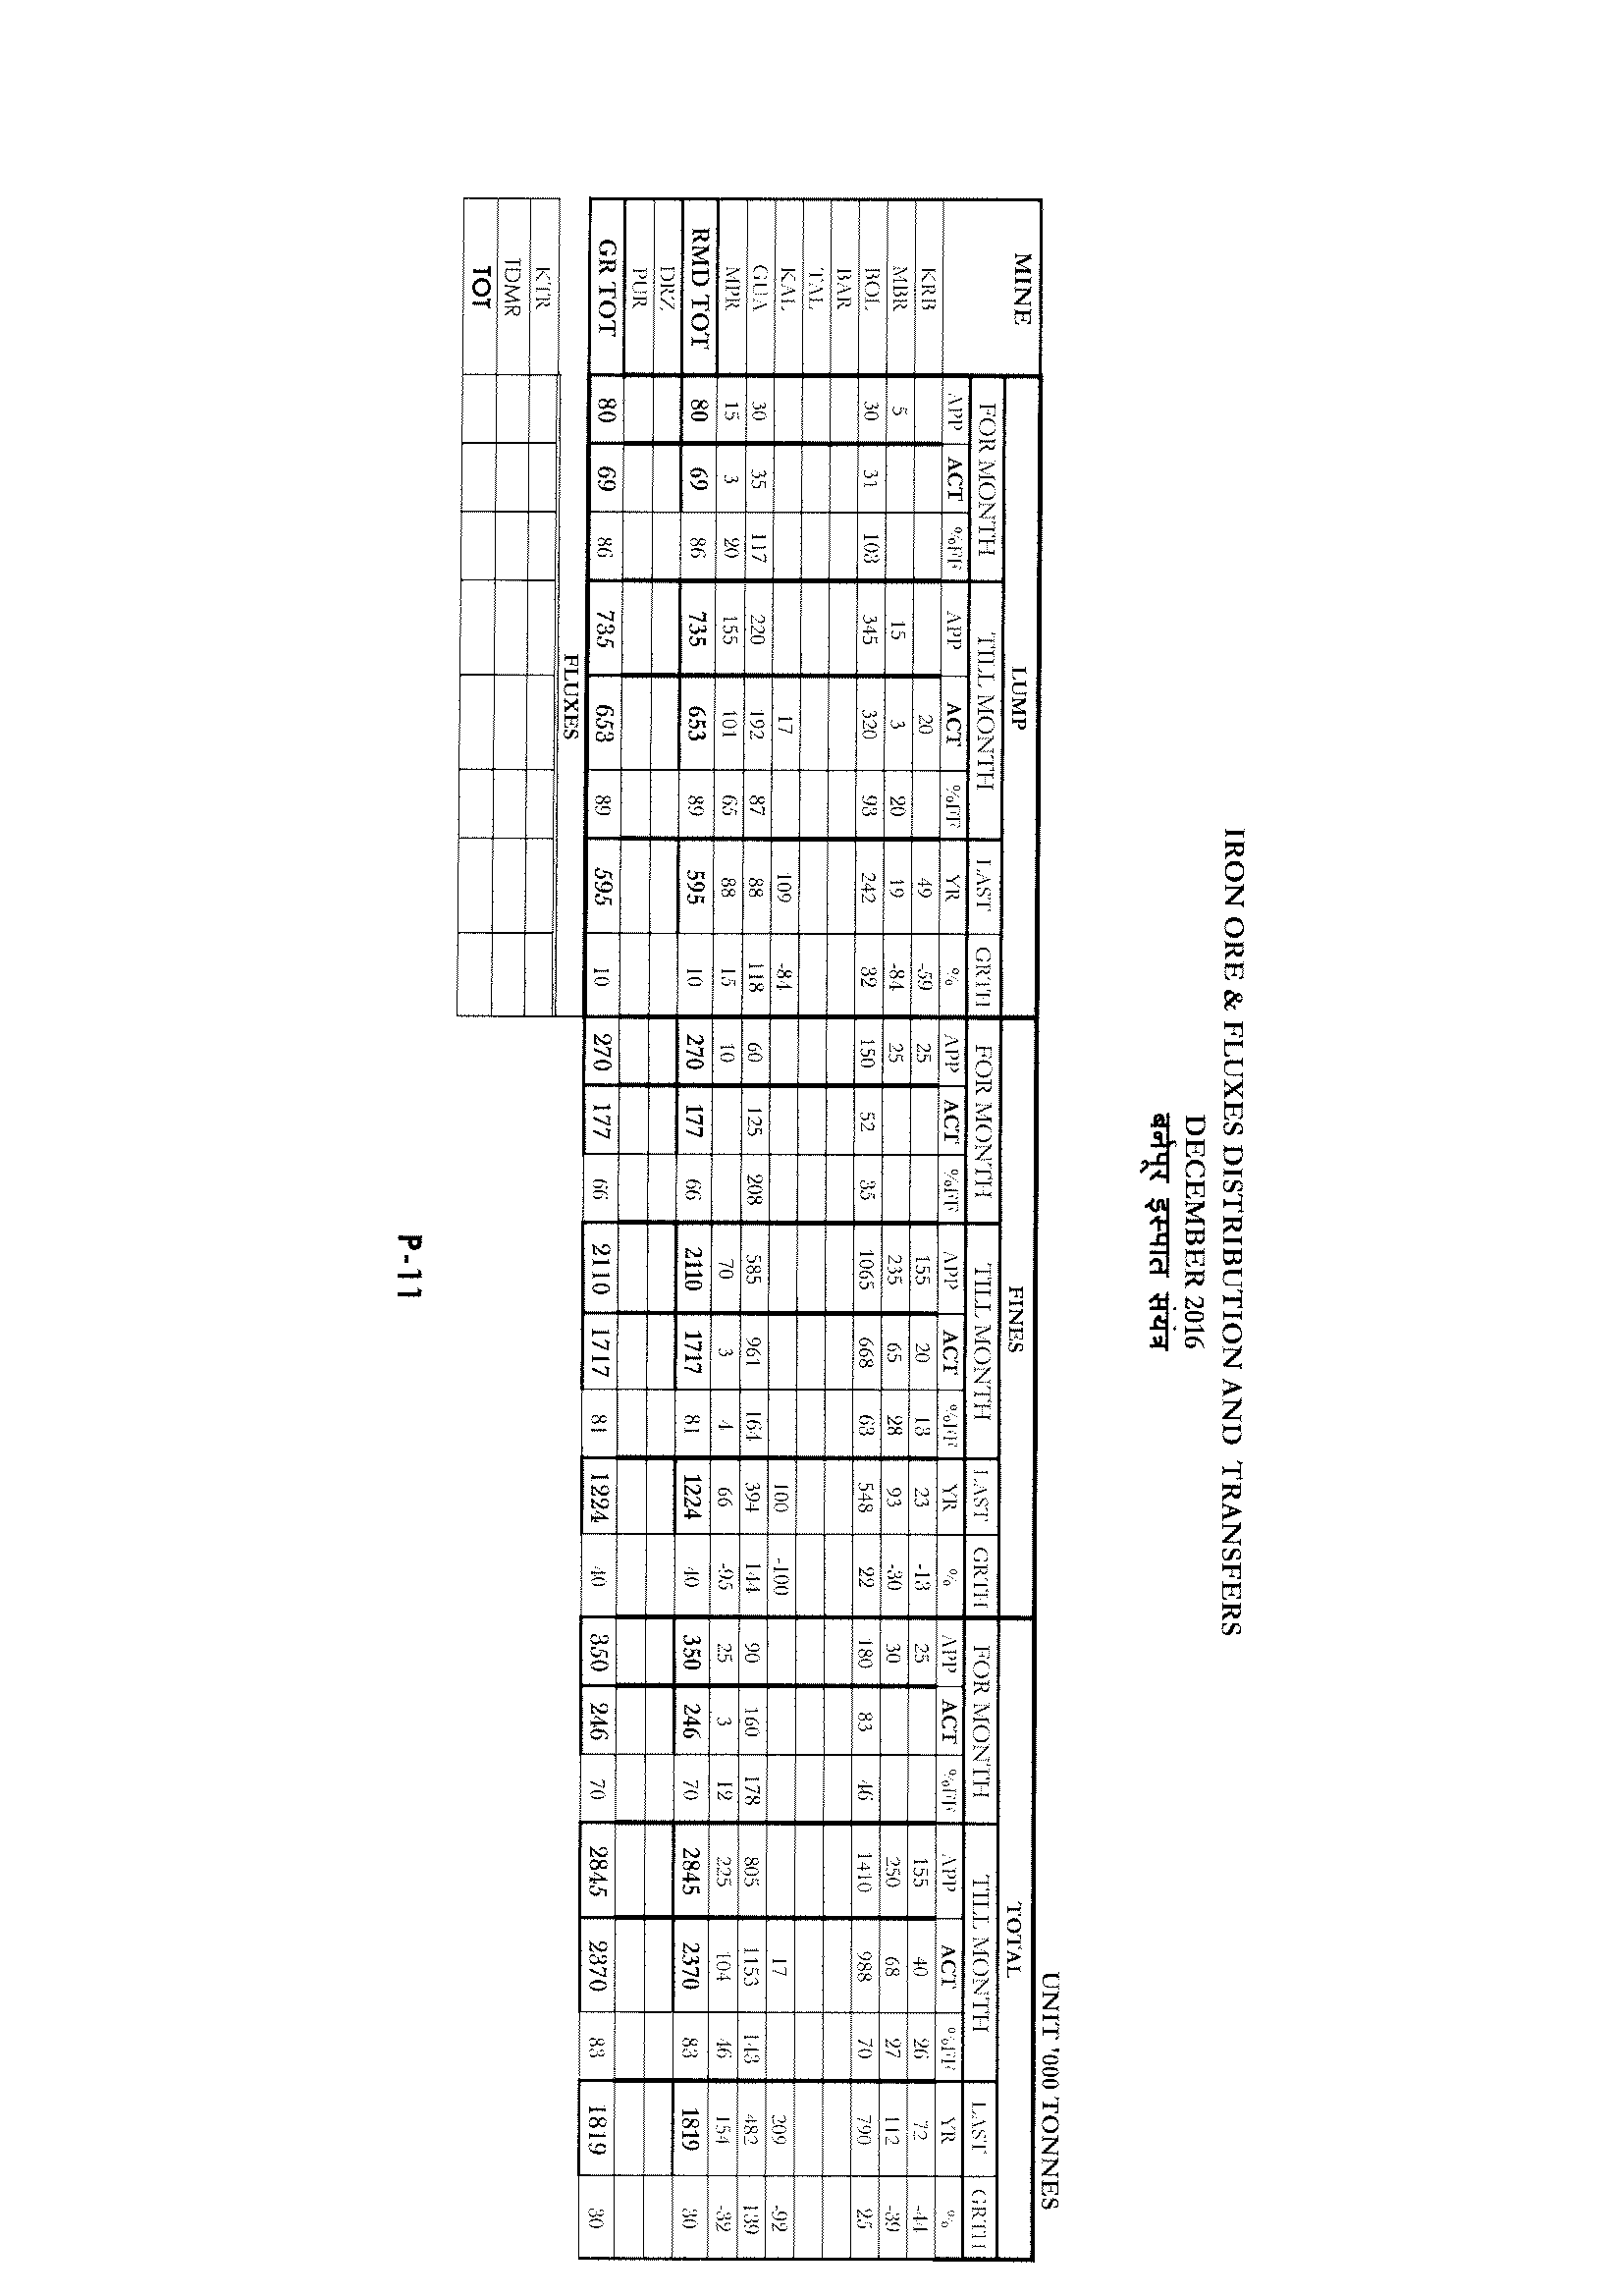 IRON ORE & FLUXES DISTRIBUTION AND TRANSFERS
DECEMBER 2016
बर्नपूर इस्पात संयंत्र
UNIT '000 TONNES
MINE LUMP FINES TOTAL
FOR MONTH TILL MONTH LAST GRTH FOR MONTH TILL MONTH LAST GRTH FOR MONTH TILL MONTH LAST GRTH
APP ACT %FF APP ACT %FF YR % APP ACT %FF APP ACT %FF YR % APP ACT %FF APP ACT %FF YR %
KRB 20 49 -59 25 155 20 13 23 -13 25 155 40 26 72 -44
MBR 5 15 3 20 19 -84 25 235 65 28 93 -30 30 250 68 27 112 -39
BOL 30 31 103 345 320 93 242 32 150 52 35 1065 668 63 548 22 180 83 46 1410 988 70 790 25
BAR
TAL
KAL 17 109 -84 100 -100 17 209 -92
GUA 30 35 117 220 192 87 88 118 60 125 208 585 961 164 394 144 90 160 178 805 1153 143 482 139
MPR 15 3 20 155 101 65 88 15 10 70 3 4 66 -95 25 3 12 225 104 46 154 -32
RMD TOT 80 69 86 735 653 89 595 10 270 177 66 2110 1717 81 1224 40 350 246 70 2845 2370 83 1819 30
DRZ
PUR
GR TOT 80 69 86 735 653 89 595 10 270 177 66 2110 1717 81 1224 40 350 246 70 2845 2370 83 1819 30
FLUXES
KTR
TDMR
TOT
P-11